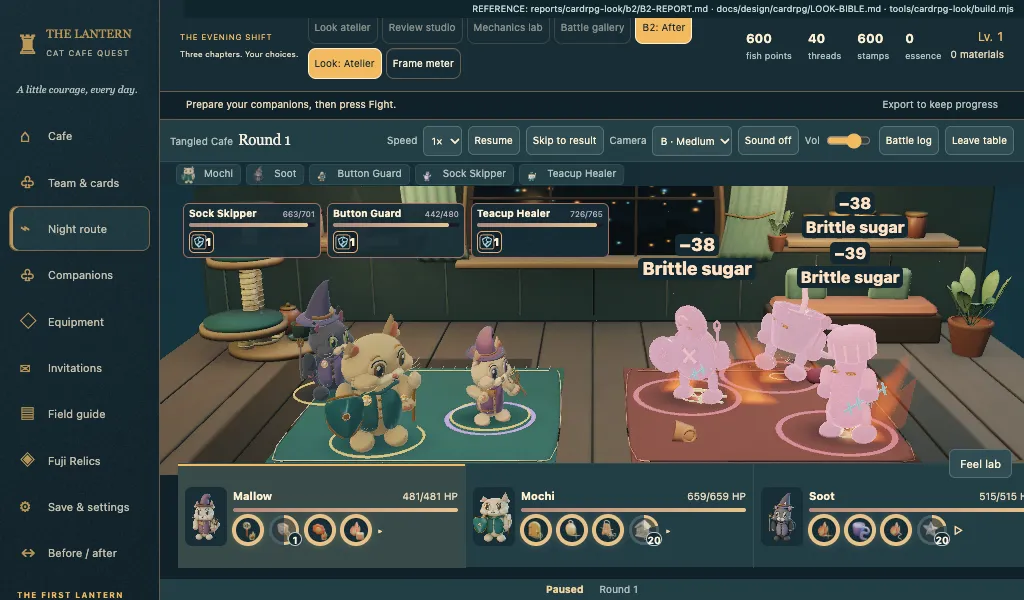 REFERENCE: reports/cardrpg-look/b2/B2-REPORT.md · docs/design/cardrpg/LOOK-BIBLE.md · tools/cardrpg-look/build.mjs
THE LANTERN
CAT CAFE QUEST
A little courage, every day.
Cafe
Team & cards
Night route
Companions
Equipment
Invitations
Field guide
Fuji Relics
Save & settings
Before / after
THE FIRST LANTERN
THE EVENING SHIFT
Three chapters. Your choices.
Look atelier
Review studio
Mechanics lab
Battle gallery
B2: After
Look: Atelier
Frame meter
600
fish points
40
threads
600
stamps
0
essence
Lv. 1
0 materials
Prepare your companions, then press Fight.
Export to keep progress
Tangled Cafe
Round 1
Speed
1x
Resume
Skip to result
Camera
B · Medium
Sound off
Vol
Battle log
Leave table
Mochi
Soot
Button Guard
Sock Skipper
Teacup Healer
Sock Skipper 663/701
1
Button Guard 442/480
1
Teacup Healer 726/765
1
−38
Brittle sugar
−38
Brittle sugar
−39
Brittle sugar
Feel lab
Mallow 481/481 HP
1
Mochi 659/659 HP
20
Soot 515/515 H
20
Paused Round 1